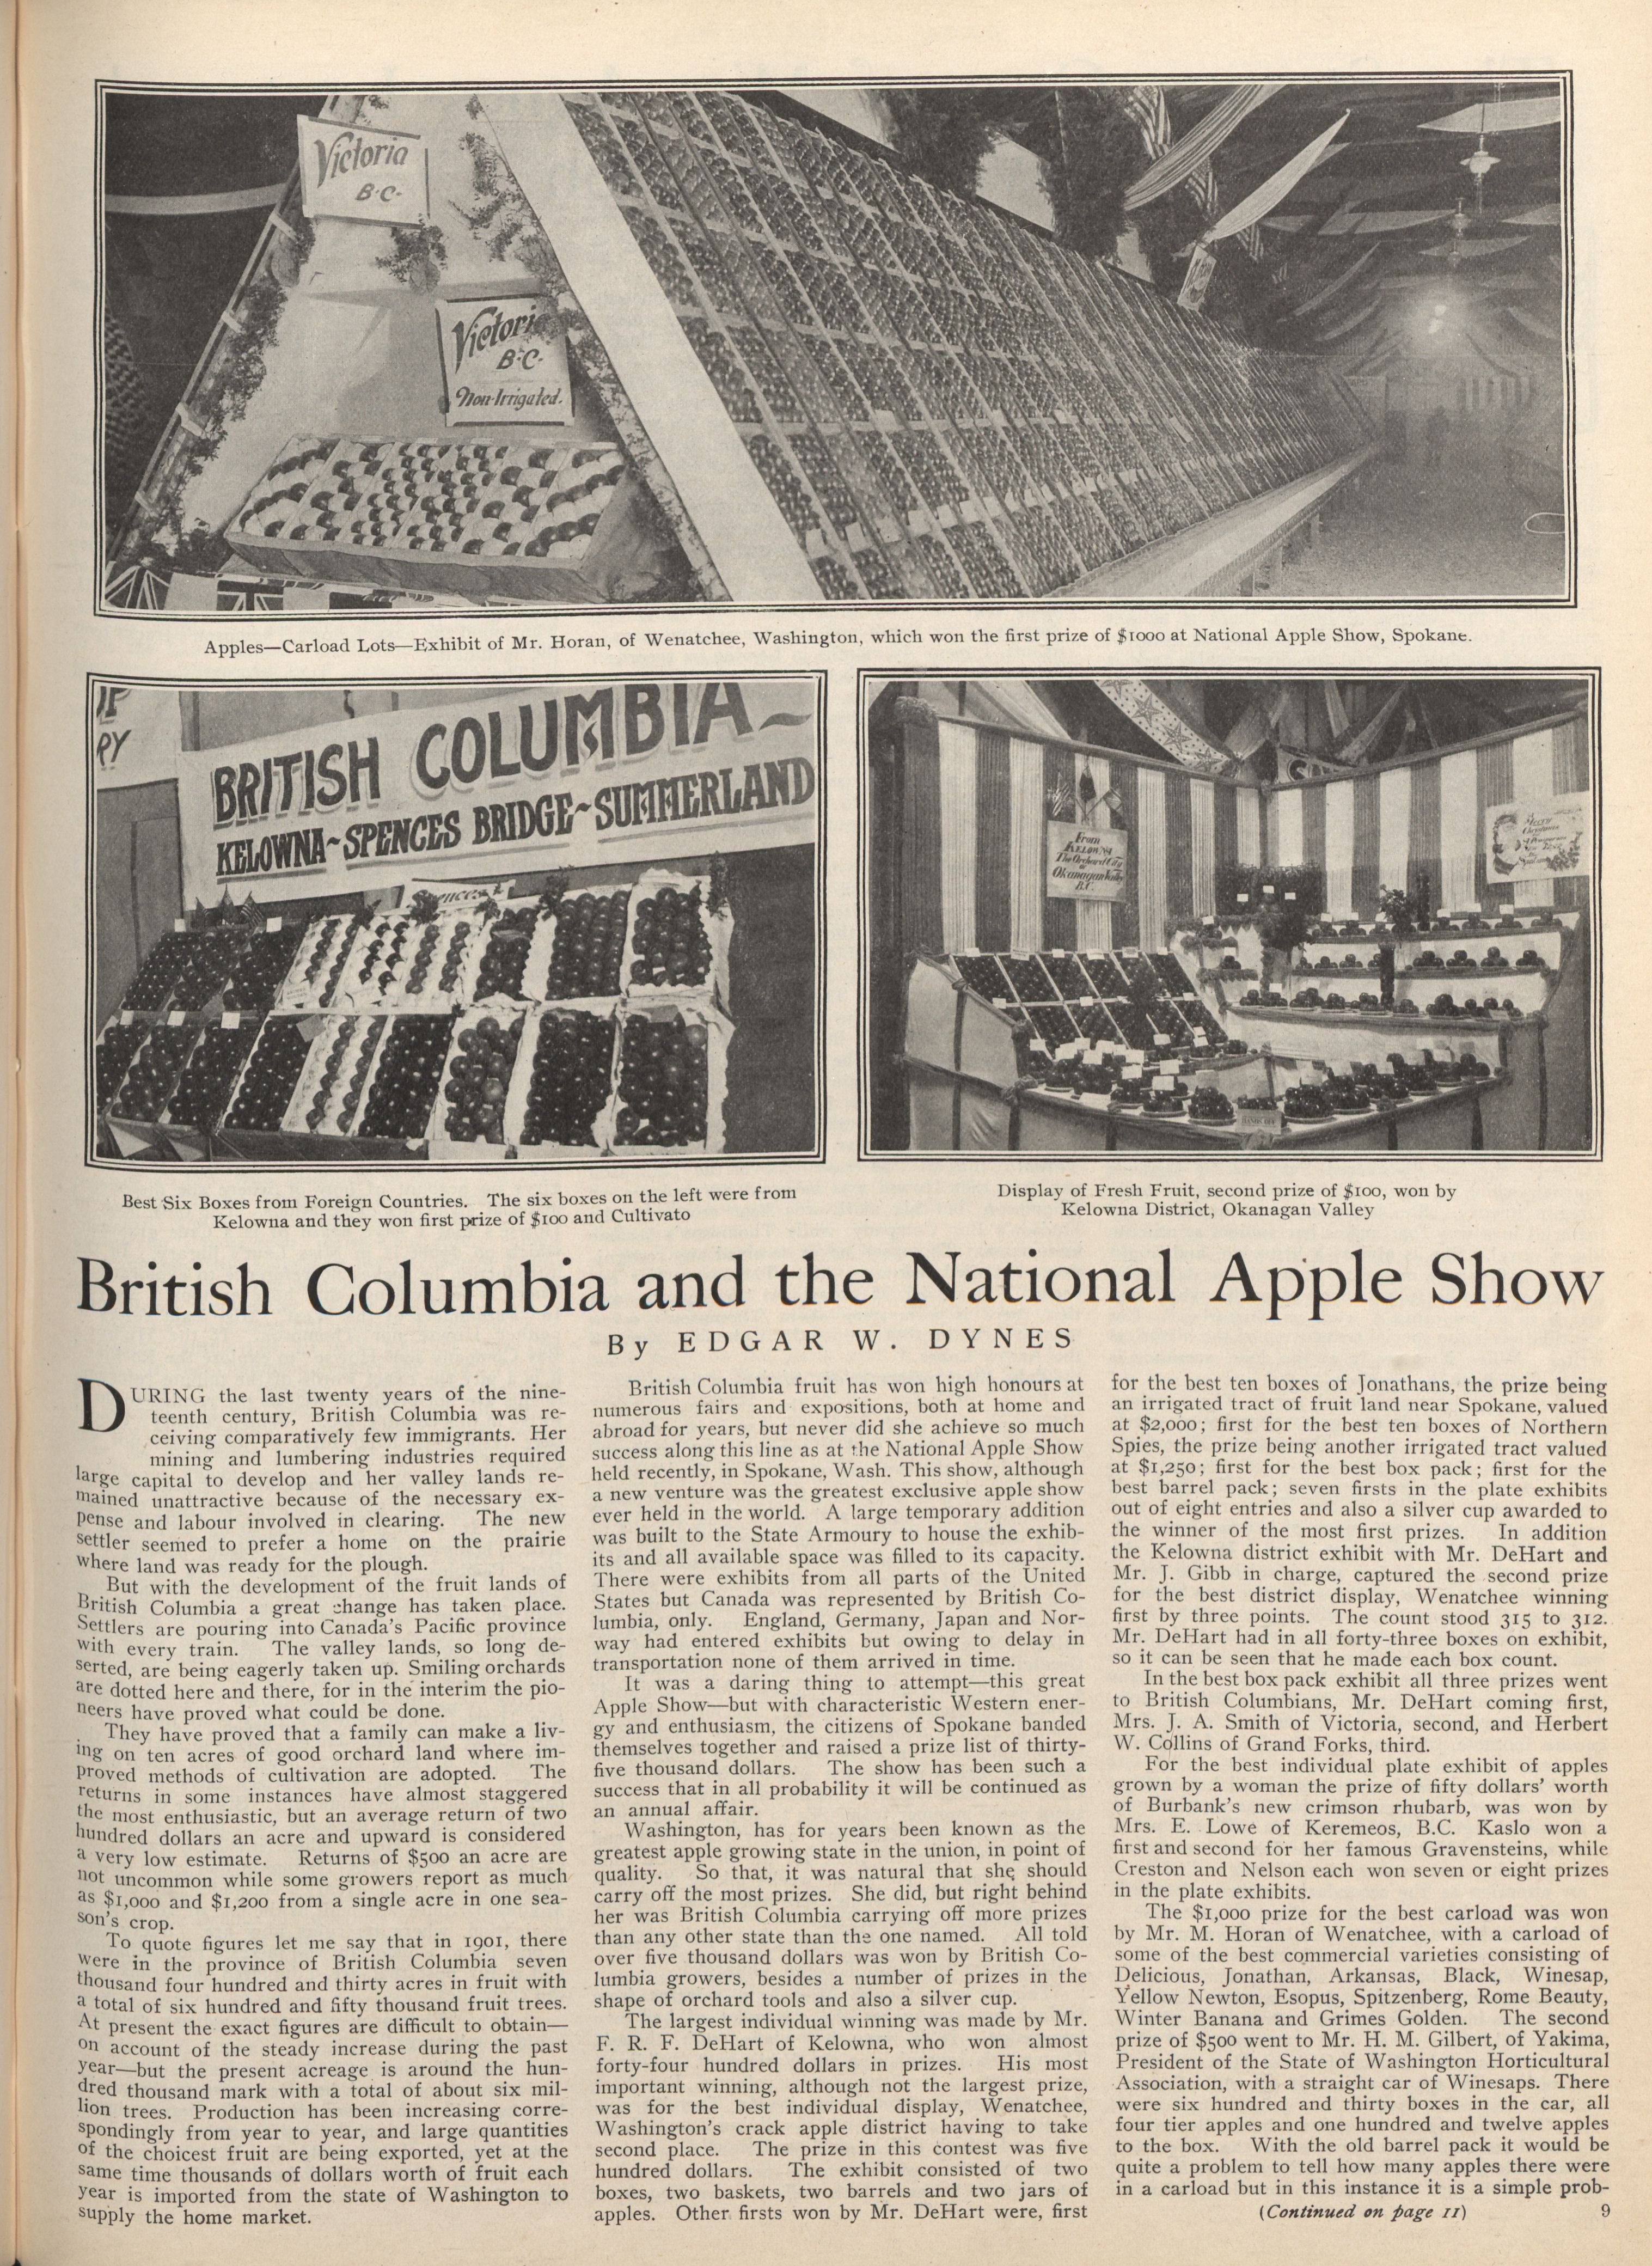 Victoria
B.C.
Victoria
B.C.
Non-Irrigated.
Apples—Carload Lots—Exhibit of Mr. Horan, of Wenatchee, Washington, which won the first prize of $1000 at National Apple Show, Spokane.
RY
BRITISH COLUMBIA
KELOWNA~SPENCES BRIDGE~SUMMERLAND
From
KELOWNA
The Orchard City
Okanagan Valley
B.C.
Best Six Boxes from Foreign Countries. The six boxes on the left were from
Kelowna and they won first prize of $100 and Cultivato
Display of Fresh Fruit, second prize of $100, won by
Kelowna District, Okanagan Valley
British Columbia and the National Apple Show
By EDGAR W. DYNES
DURING the last twenty years of the nine-
teenth century, British Columbia was re-
ceiving comparatively few immigrants. Her
mining and lumbering industries required
large capital to develop and her valley lands re-
mained unattractive because of the necessary ex-
pense and labour involved in clearing. The new
settler seemed to prefer a home on the prairie
where land was ready for the plough.
But with the development of the fruit lands of
British Columbia a great change has taken place.
Settlers are pouring into Canada's Pacific province
with every train. The valley lands, so long de-
serted, are being eagerly taken up. Smiling orchards
are dotted here and there, for in the interim the pio-
neers have proved what could be done.
They have proved that a family can make a liv-
ing on ten acres of good orchard land where im-
proved methods of cultivation are adopted. The
returns in some instances have almost staggered
the most enthusiastic, but an average return of two
hundred dollars an acre and upward is considered
a very low estimate. Returns of $500 an acre are
not uncommon while some growers report as much
as $1,000 and $1,200 from a single acre in one sea-
son's crop.
To quote figures let me say that in 1901, there
were in the province of British Columbia seven
thousand four hundred and thirty acres in fruit with
a total of six hundred and fifty thousand fruit trees.
At present the exact figures are difficult to obtain—
on account of the steady increase during the past
year—but the present acreage is around the hun-
dred thousand mark with a total of about six mil-
lion trees. Production has been increasing corre-
spondingly from year to year, and large quantities
of the choicest fruit are being exported, yet at the
same time thousands of dollars worth of fruit each
year is imported from the state of Washington to
supply the home market.
British Columbia fruit has won high honours at
numerous fairs and expositions, both at home and
abroad for years, but never did she achieve so much
success along this line as at the National Apple Show
held recently, in Spokane, Wash. This show, although
a new venture was the greatest exclusive apple show
ever held in the world. A large temporary addition
was built to the State Armoury to house the exhib-
its and all available space was filled to its capacity.
There were exhibits from all parts of the United
States but Canada was represented by British Co-
lumbia, only. England, Germany, Japan and Nor-
way had entered exhibits but owing to delay in
transportation none of them arrived in time.
It was a daring thing to attempt—this great
Apple Show—but with characteristic Western ener-
gy and enthusiasm, the citizens of Spokane banded
themselves together and raised a prize list of thirty-
five thousand dollars. The show has been such a
success that in all probability it will be continued as
an annual affair.
Washington, has for years been known as the
greatest apple growing state in the union, in point of
quality. So that, it was natural that she should
carry off the most prizes. She did, but right behind
her was British Columbia carrying off more prizes
than any other state than the one named. All told
over five thousand dollars was won by British Co-
lumbia growers, besides a number of prizes in the
shape of orchard tools and also a silver cup.
The largest individual winning was made by Mr.
F. R. F. DeHart of Kelowna, who won almost
forty-four hundred dollars in prizes. His most
important winning, although not the largest prize,
was for the best individual display, Wenatchee,
Washington's crack apple district having to take
second place. The prize in this contest was five
hundred dollars. The exhibit consisted of two
boxes, two baskets, two barrels and two jars of
apples. Other firsts won by Mr. DeHart were, first
for the best ten boxes of Jonathans, the prize being
an irrigated tract of fruit land near Spokane, valued
at $2,000; first for the best ten boxes of Northern
Spies, the prize being another irrigated tract valued
at $1,250; first for the best box pack; first for the
best barrel pack; seven firsts in the plate exhibits
out of eight entries and also a silver cup awarded to
the winner of the most first prizes. In addition
the Kelowna district exhibit with Mr. DeHart and
Mr. J. Gibb in charge, captured the second prize
for the best district display, Wenatchee winning
first by three points. The count stood 315 to 312.
Mr. DeHart had in all forty-three boxes on exhibit,
so it can be seen that he made each box count.
In the best box pack exhibit all three prizes went
to British Columbians, Mr. DeHart coming first,
Mrs. J. A. Smith of Victoria, second, and Herbert
W. Collins of Grand Forks, third.
For the best individual plate exhibit of apples
grown by a woman the prize of fifty dollars' worth
of Burbank's new crimson rhubarb, was won by
Mrs. E. Lowe of Keremeos, B.C. Kaslo won a
first and second for her famous Gravensteins, while
Creston and Nelson each won seven or eight prizes
in the plate exhibits.
The $1,000 prize for the best carload was won
by Mr. M. Horan of Wenatchee, with a carload of
some of the best commercial varieties consisting of
Delicious, Jonathan, Arkansas, Black, Winesap,
Yellow Newton, Esopus, Spitzenberg, Rome Beauty,
Winter Banana and Grimes Golden. The second
prize of $500 went to Mr. H. M. Gilbert, of Yakima,
President of the State of Washington Horticultural
Association, with a straight car of Winesaps. There
were six hundred and thirty boxes in the car, all
four tier apples and one hundred and twelve apples
to the box. With the old barrel pack it would be
quite a problem to tell how many apples there were
in a carload but in this instance it is a simple prob-
(Continued on page 11)
9